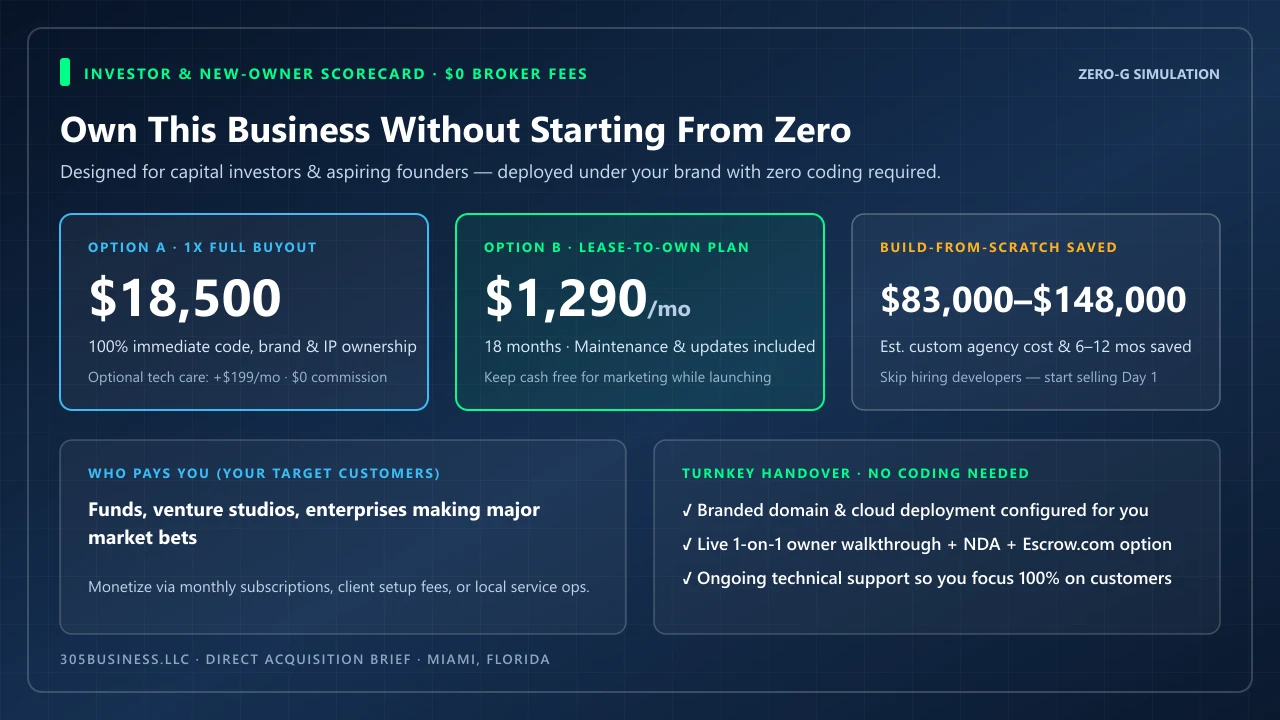 INVESTOR & NEW-OWNER SCORECARD · $0 BROKER FEES
ZERO-G SIMULATION
Own This Business Without Starting From Zero
Designed for capital investors & aspiring founders — deployed under your brand with zero coding required.
OPTION A · 1X FULL BUYOUT
$18,500
100% immediate code, brand & IP ownership
Optional tech care: +$199/mo · $0 commission
OPTION B · LEASE-TO-OWN PLAN
$1,290/mo
18 months · Maintenance & updates included
Keep cash free for marketing while launching
BUILD-FROM-SCRATCH SAVED
$83,000–$148,000
Est. custom agency cost & 6–12 mos saved
Skip hiring developers — start selling Day 1
WHO PAYS YOU (YOUR TARGET CUSTOMERS)
Funds, venture studios, enterprises making major
market bets
Monetize via monthly subscriptions, client setup fees, or local service ops.
TURNKEY HANDOVER · NO CODING NEEDED
✓ Branded domain & cloud deployment configured for you
✓ Live 1-on-1 owner walkthrough + NDA + Escrow.com option
✓ Ongoing technical support so you focus 100% on customers
305BUSINESS.LLC · DIRECT ACQUISITION BRIEF · MIAMI, FLORIDA